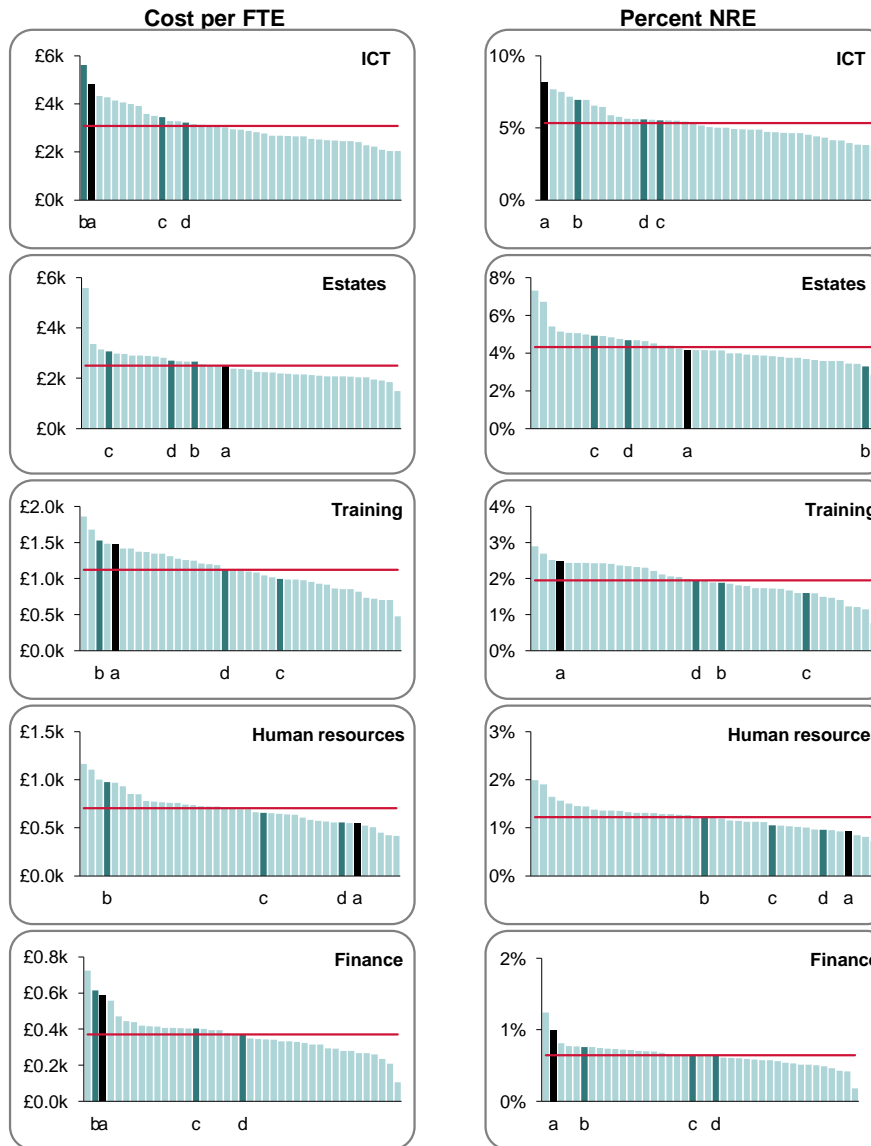 Cost per FTE
ICT
£6k
£4k
£2k
£0k
ba c d
Estates
£6k
£4k
£2k
£0k
c d b a
Training
£2.0k
£1.5k
£1.0k
£0.5k
£0.0k
b a d c
Human resources
£1.5k
£1.0k
£0.5k
£0.0k
b c d a
Finance
£0.8k
£0.6k
£0.4k
£0.2k
£0.0k
ba c d
Percent NRE
ICT
10%
5%
0%
a b d c
Estates
8%
6%
4%
2%
0%
c d a b
Training
4%
3%
2%
1%
0%
a d b c
Human resource
3%
2%
1%
0%
b c d a
Finance
2%
1%
0%
a b c d